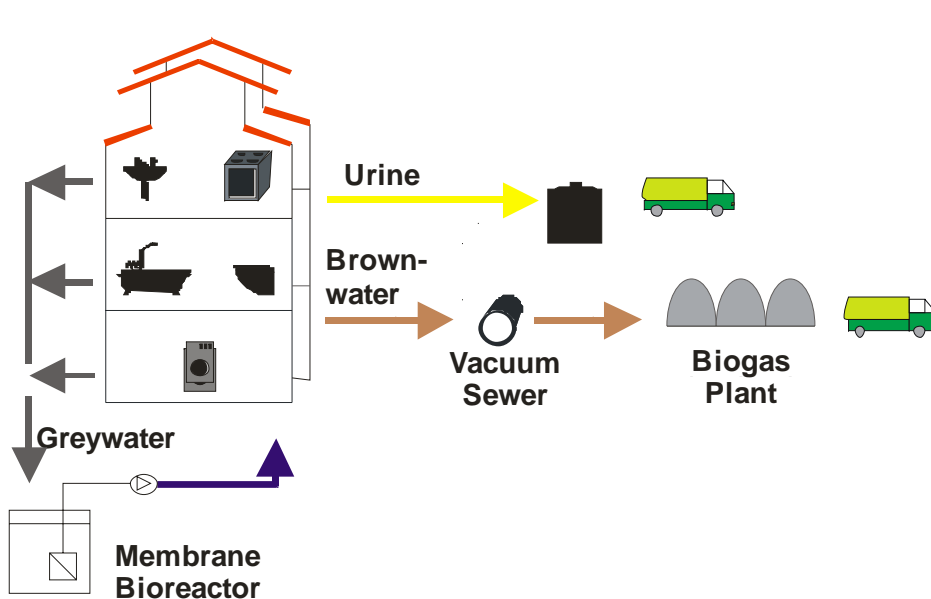 Urine
Brown-
water
Vacuum
Sewer
Biogas
Plant
Greywater
Membrane
Bioreactor